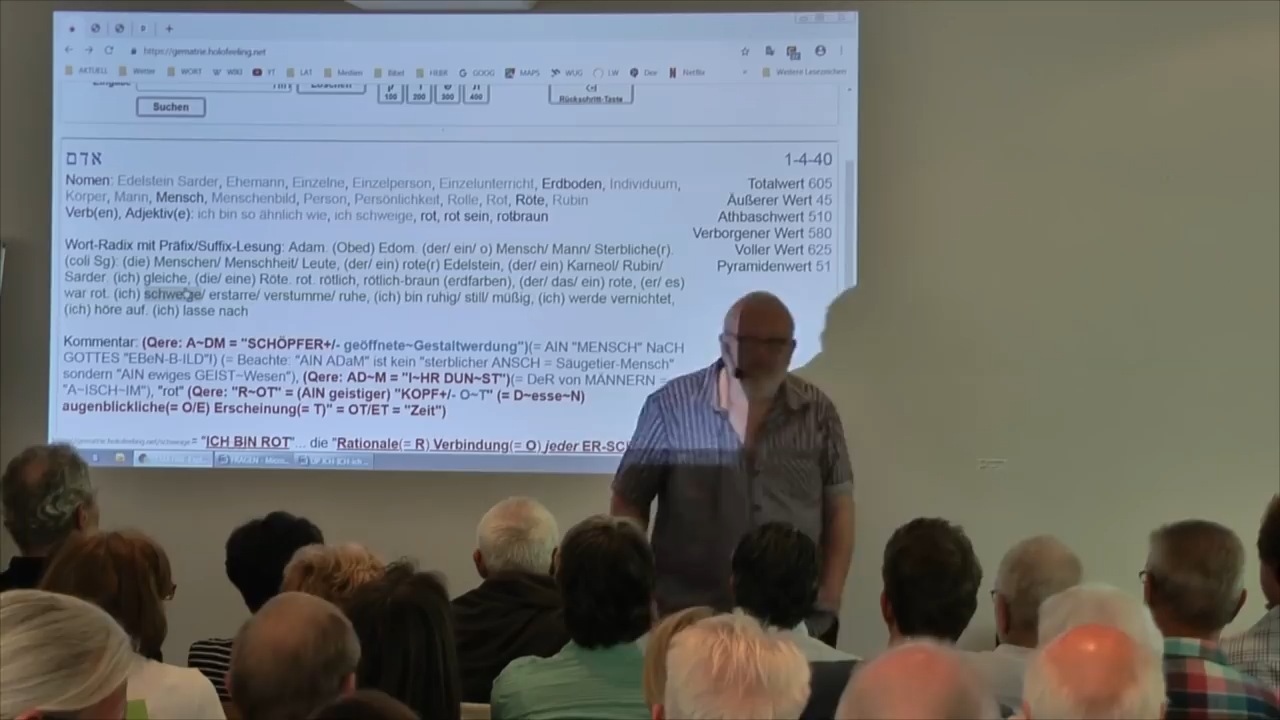 https://gematrie.holofeeling.net
AKTUELL Wetter WORT W WIKI YT LAT Medien Bibel HEBR GOOG MAPS WUG LW Dev Netflix » Weitere Lesezeichen
Löschen 100 200 300 400 Rückschritt-Taste
Suchen
אדם 1-4-40
Nomen: Edelstein Sarder, Ehemann, Einzelne, Einzelperson, Einzelunterricht, Erdboden, Individuum, Totalwert 605
Körper, Mann, Mensch, Menschenbild, Person, Persönlichkeit, Rolle, Rot, Röte, Rubin Äußerer Wert 45
Verb(en), Adjektiv(e): ich bin so ähnlich wie, ich schweige, rot, rot sein, rotbraun Athbaschwert 510
Verborgener Wert 580
Wort-Radix mit Präfix/Suffix-Lesung: Adam. (Obed) Edom. (der/ ein/ o) Mensch/ Mann/ Sterbliche(r). Voller Wert 625
(coli Sg): (die) Menschen/ Menschheit/ Leute, (der/ ein) rote(r) Edelstein, (der/ ein) Karneol/ Rubin/ Pyramidenwert 51
Sarder. (ich) gleiche, (die/ eine) Röte. rot. rötlich, rötlich-braun (erdfarben), (der/ das/ ein) rote, (er/ es)
war rot. (ich) schweige/ erstarre/ verstumme/ ruhe, (ich) bin ruhig/ still/ müßig, (ich) werde vernichtet,
(ich) höre auf. (ich) lasse nach
Kommentar: (Qere: A~DM = "SCHÖPFER+/- geöffnete~Gestaltwerdung")(= AIN "MENSCH" NaCH
GOTTES "EBeN-B-ILD"!) (= Beachte: "AIN ADaM" ist kein "sterblicher ANSCH = Säugetier-Mensch"
sondern "AIN ewiges GEIST~Wesen"), (Qere: AD~M = "I~HR DUN~ST")(= DeR von MÄNNERN =
"A~ISCH~IM"), "rot" (Qere: "R~OT" = (AIN geistiger) "KOPF+/- O~T" (= D~esse~N)
augenblickliche(= O/E) Erscheinung(= T)" = OT/ET = "Zeit")
= "ICH BIN ROT"... die "Rationale(= R) Verbindung(= O) jeder ER-SC